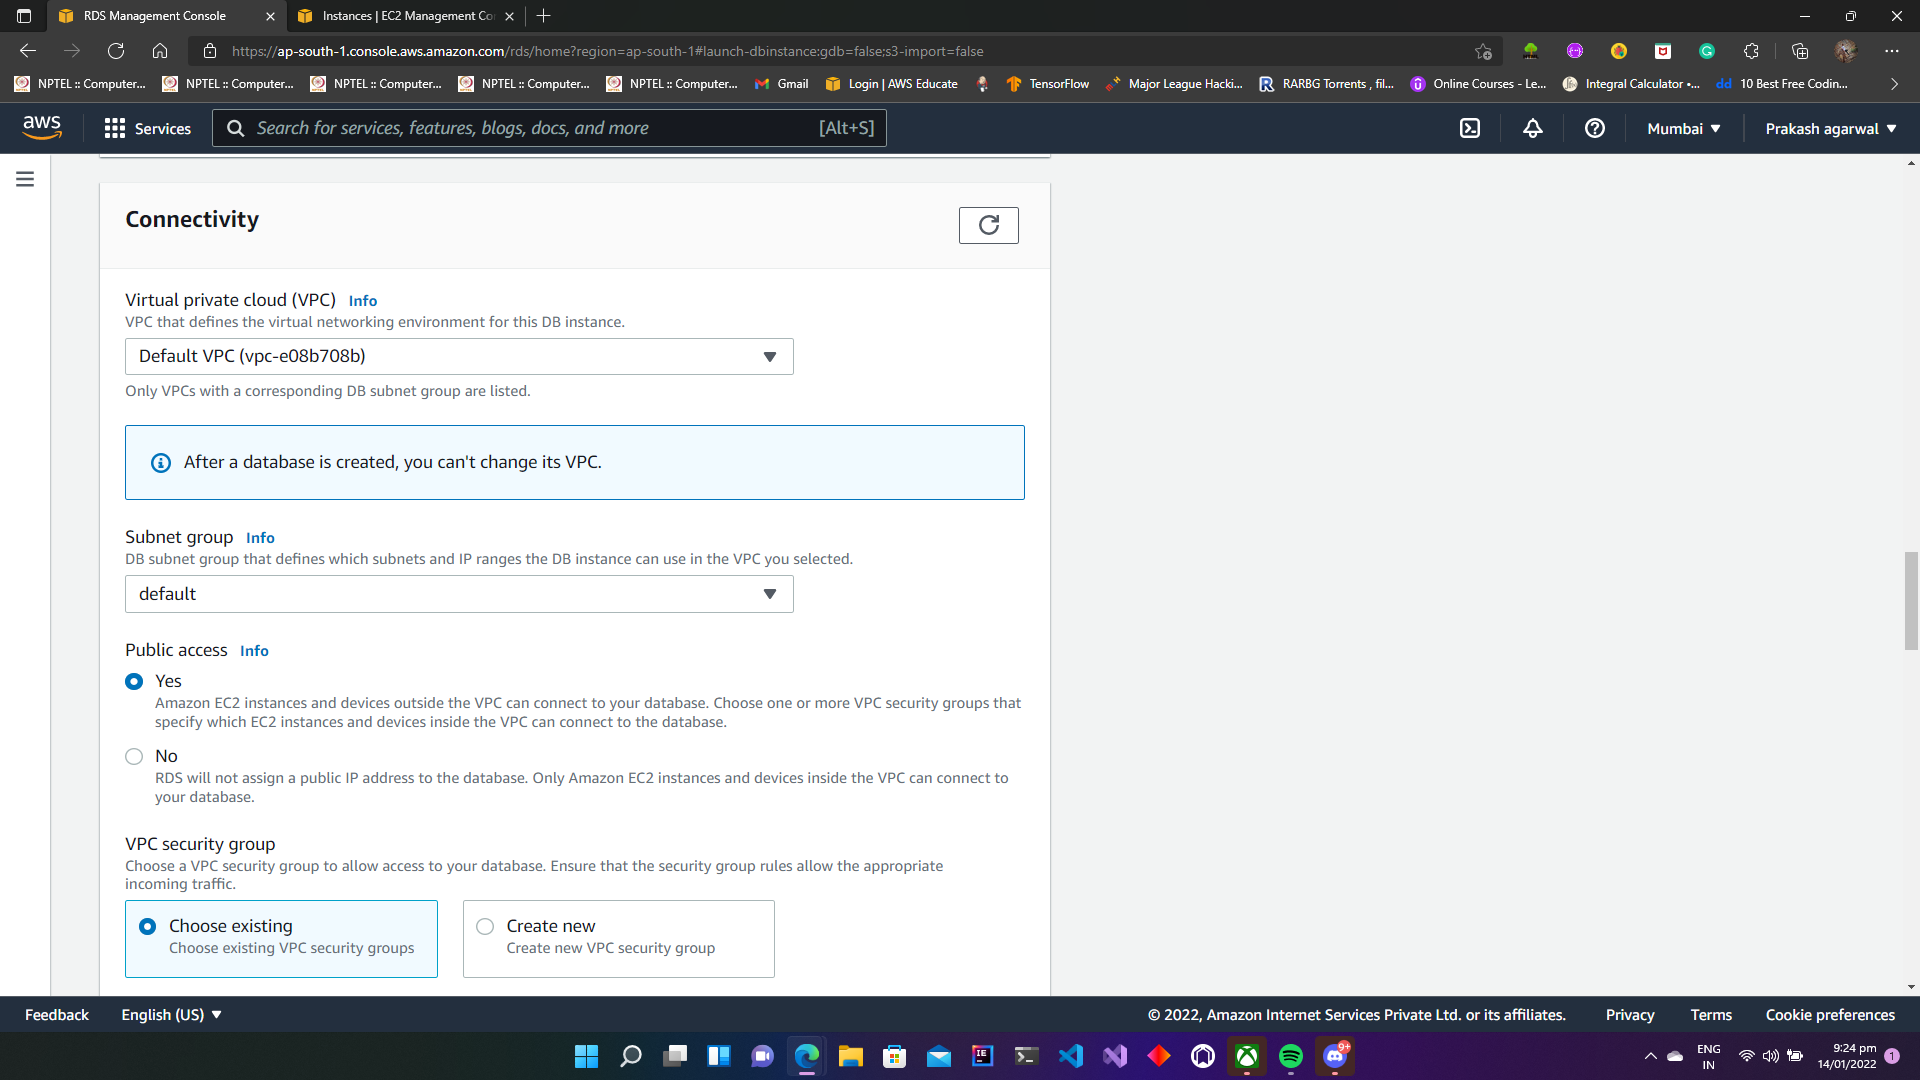 RDS Management Console
Instances | EC2 Management Co
https://ap-south-1.console.aws.amazon.com/rds/home?region=ap-south-1#launch-dbinstance:gdb=false;s3-import=false
NPTEL :: Computer...
NPTEL :: Computer...
NPTEL :: Computer...
NPTEL :: Computer...
NPTEL :: Computer...
Gmail
Login | AWS Educate
TensorFlow
Major League Hacki...
RARBG Torrents , fil...
Online Courses - Le...
Integral Calculator •...
dd 10 Best Free Codin...
aws
Services
Search for services, features, blogs, docs, and more
[Alt+S]
Mumbai
Prakash agarwal
Connectivity
Virtual private cloud (VPC) Info
VPC that defines the virtual networking environment for this DB instance.
Default VPC (vpc-e08b708b)
Only VPCs with a corresponding DB subnet group are listed.
After a database is created, you can't change its VPC.
Subnet group Info
DB subnet group that defines which subnets and IP ranges the DB instance can use in the VPC you selected.
default
Public access Info
Yes
Amazon EC2 instances and devices outside the VPC can connect to your database. Choose one or more VPC security groups that
specify which EC2 instances and devices inside the VPC can connect to the database.
No
RDS will not assign a public IP address to the database. Only Amazon EC2 instances and devices inside the VPC can connect to
your database.
VPC security group
Choose a VPC security group to allow access to your database. Ensure that the security group rules allow the appropriate
incoming traffic.
Choose existing
Choose existing VPC security groups
Create new
Create new VPC security group
Feedback
English (US)
© 2022, Amazon Internet Services Private Ltd. or its affiliates.
Privacy
Terms
Cookie preferences
IE
9+
ENG
IN
9:24 pm
14/01/2022
1